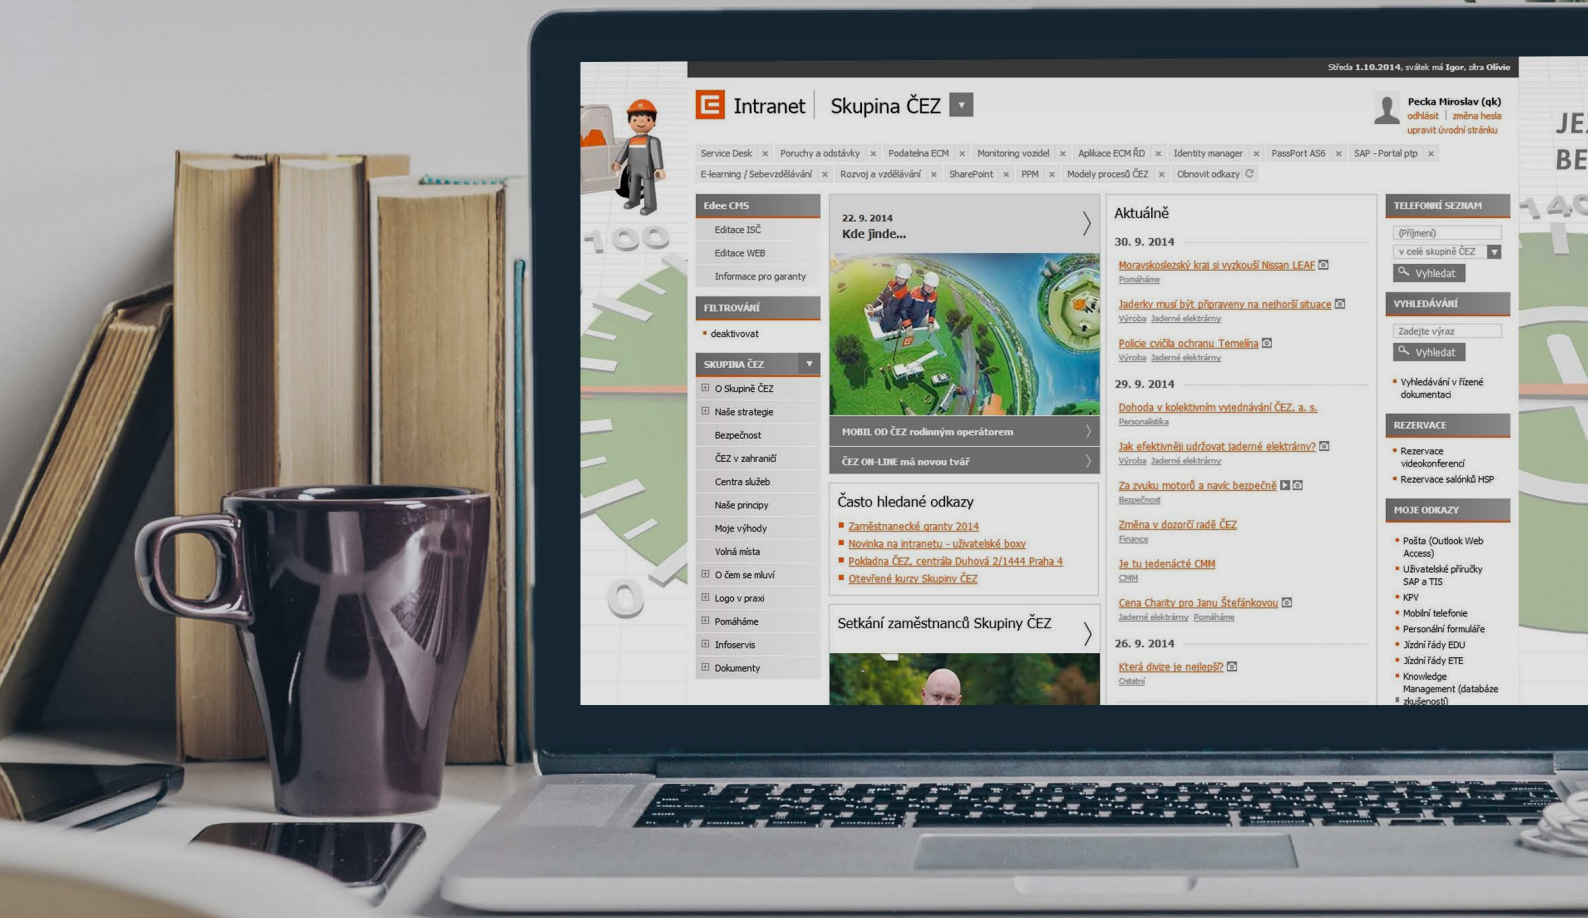 Středa 1.10.2014, svátek má Igor, zítra Olívie
Intranet
Skupina ČEZ
Pecka Miroslav (qk)
odhlásit | změna hesla
upravit úvodní stránku
Service Desk × Poruchy a odstávky × Podatelna ECM × Monitoring vozidel × Aplikace ECM ŘD × Identity manager × PassPort AS6 × SAP - Portal ptp ×
E-learning / Sebevzdělávání × Rozvoj a vzdělávání × SharePoint × PPM × Modely procesů ČEZ × Obnovit odkazy
Edee CMS
Editace ISČ
Editace WEB
Informace pro garanty
FILTROVÁNÍ
deaktivovat
SKUPINA ČEZ
O Skupině ČEZ
Naše strategie
Bezpečnost
ČEZ v zahraničí
Centra služeb
Naše principy
Moje výhody
Volná místa
O čem se mluví
Logo v praxi
Pomáháme
Infoservis
Dokumenty
22. 9. 2014
Kde jinde...
MOBIL OD ČEZ rodinným operátorem
ČEZ ON-LINE má novou tvář
Často hledané odkazy
Zaměstnanecké granty 2014
Novinka na intranetu - uživatelské boxy
Pokladna ČEZ, centrála Duhová 2/1444 Praha 4
Otevřené kurzy Skupiny ČEZ
Setkání zaměstnanců Skupiny ČEZ
Aktuálně
30. 9. 2014
Moravskoslezský kraj si vyzkouší Nissan LEAF
Pomáháme
Jaderky musí být připraveny na nejhorší situace
Výroba Jaderné elektrárny
Policie cvičila ochranu Temelína
Výroba Jaderné elektrárny
29. 9. 2014
Dohoda v kolektivním vyjednávání ČEZ, a. s.
Personalistika
Jak efektivněji udržovat jaderné elektrárny?
Výroba Jaderné elektrárny
Za zvuku motorů a navíc bezpečně
Bezpečnost
Změna v dozorčí radě ČEZ
Finance
Je tu jedenácté CMM
CMM
Cena Charity pro Janu Štefánkovou
Jaderné elektrárny Pomáháme
26. 9. 2014
Která divize je nejlepší?
Ostatní
TELEFONNÍ SEZNAM
(Příjmení)
v celé skupině ČEZ
Vyhledat
VYHLEDÁVÁNÍ
Zadejte výraz
Vyhledat
Vyhledávání v řízené
dokumentaci
REZERVACE
Rezervace
videokonferencí
Rezervace salónků HSP
MOJE ODKAZY
Pošta (Outlook Web
Access)
Uživatelské příručky
SAP a TIS
KPV
Mobilní telefonie
Personální formuláře
Jízdní řády EDU
Jízdní řády ETE
Knowledge
Management (databáze
zkušeností)
100
0
140
JE
BE
control option command
command option
delete